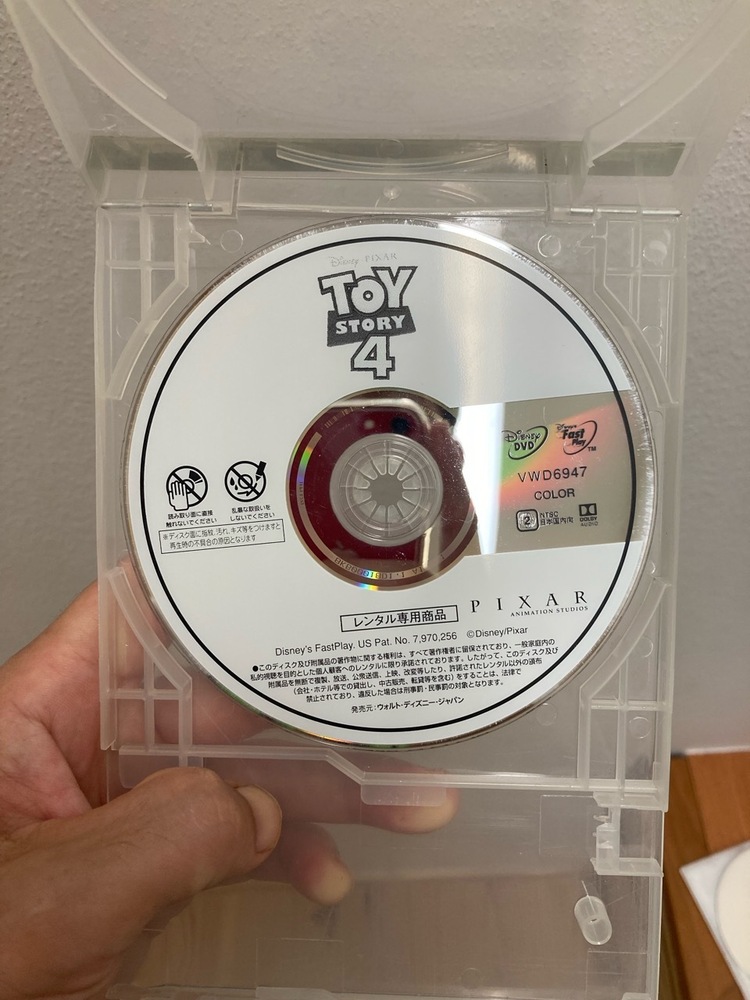 Disney PIXAR
TOY
STORY
4
Disney DVD
Disney's Fast Play TM
VWD6947
COLOR
2 NTSC 日本国内向 DOLBY
読み取り面に直接
触れないでください
乱暴な取扱いを
しないでください
※ディスク面に指紋、汚れ、キズ等をつけますと
再生時の不具合の原因となります
レンタル専用商品
PIXAR
ANIMATION STUDIOS
Disney's FastPlay. US Pat. No. 7,970,256 ©Disney/Pixar
●このディスク及び附属品の著作物に関する権利は、すべて著作権者に留保されており、一般家庭内の
私的視聴を目的とした個人顧客へのレンタルに限り承諾されております。したがって、このディスク及び
附属品を無断で複製、放送、公衆送信、上映、改変等したり、許諾されたレンタル以外の頒布
(会社・ホテル等での貸出し、中古販売、転貸等を含む)をすることは、法律で
禁止されており、違反した場合は刑事罰・民事罰の対象となります。
発売元:ウォルト・ディズニー・ジャパン